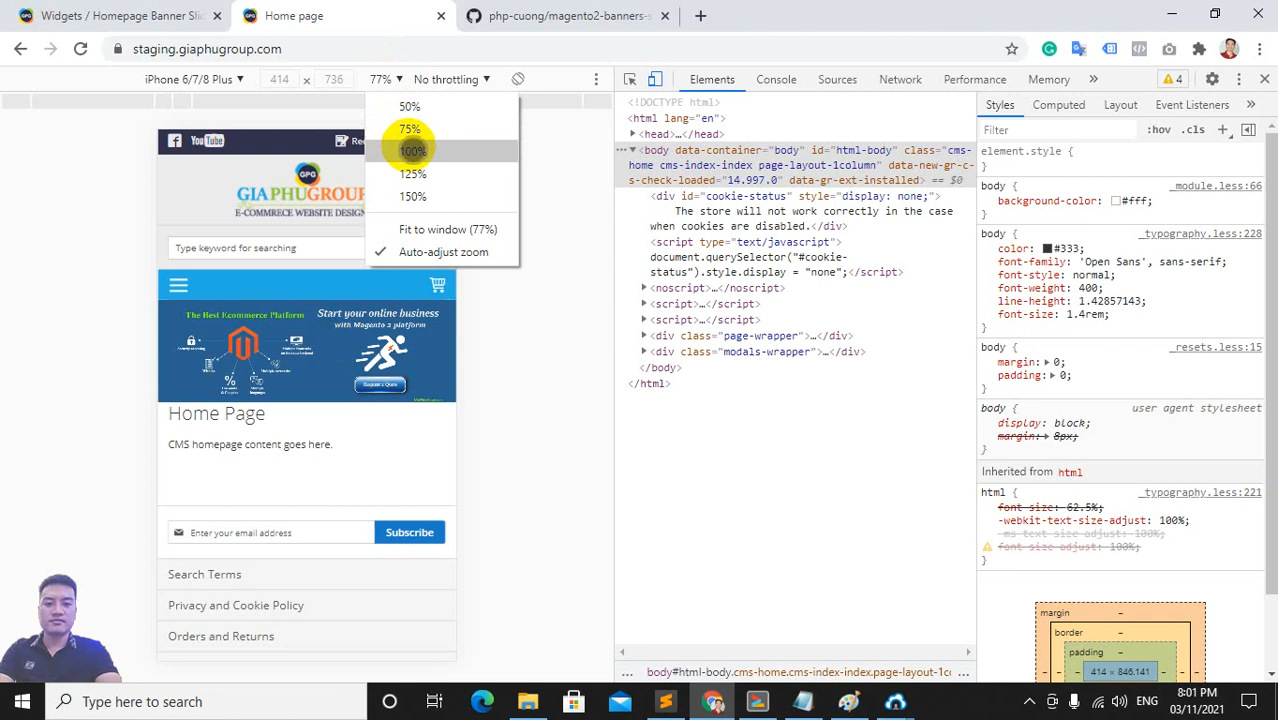 Widgets / Homepage Banner Slid
Home page
php-cuong/magento2-banners-s
staging.giaphugroup.com
iPhone 6/7/8 Plus
414
736
77%
No throttling
50%
75%
100%
125%
150%
Fit to window (77%)
Auto-adjust zoom
YouTube
GPG
GIAPHUGROUP
E-COMMRECE WEBSITE DESIGN
Type keyword for searching
The Best Ecommerce Platform
Start your online business
with Magento 2 platform
Request a Quote
Home Page
CMS homepage content goes here.
Enter your email address
Subscribe
Search Terms
Privacy and Cookie Policy
Orders and Returns
Elements
Console
Sources
Network
Performance
Memory
4
<!DOCTYPE html>
<html lang="en">
<head>…</head>
<body data-container="body" id="html-body" class="cms-
home cms-index-index page-layout-1column" data-new-gr-c-
s-check-loaded="14.997.0" data-gr-ext-installed> == $0
<div id="cookie-status" style="display: none;">
The store will not work correctly in the case
when cookies are disabled.</div>
<script type="text/javascript">
document.querySelector("#cookie-
status").style.display = "none";</script>
<noscript>…</noscript>
<script>…</script>
<script>…</script>
<div class="page-wrapper">…</div>
<div class="modals-wrapper">…</div>
</body>
</html>
body#html-body.cms-home.cms-index-index.page-layout-1co
Styles
Computed
Layout
Event Listeners
Filter
:hov .cls
element.style {
}
body {
_module.less:66
background-color: #fff;
}
body {
_typography.less:228
color: #333;
font-family: 'Open Sans', sans-serif;
font-style: normal;
font-weight: 400;
line-height: 1.42857143;
font-size: 1.4rem;
}
body {
_resets.less:15
margin: 0;
padding: 0;
}
body {
user agent stylesheet
display: block;
margin: 8px;
}
Inherited from html
html {
_typography.less:221
font-size: 62.5%;
-webkit-text-size-adjust: 100%;
-ms-text-size-adjust: 100%;
font-size-adjust: 100%;
}
margin
–
border
–
padding
–
414 × 846.141
Type here to search
ENG
8:01 PM
03/11/2021